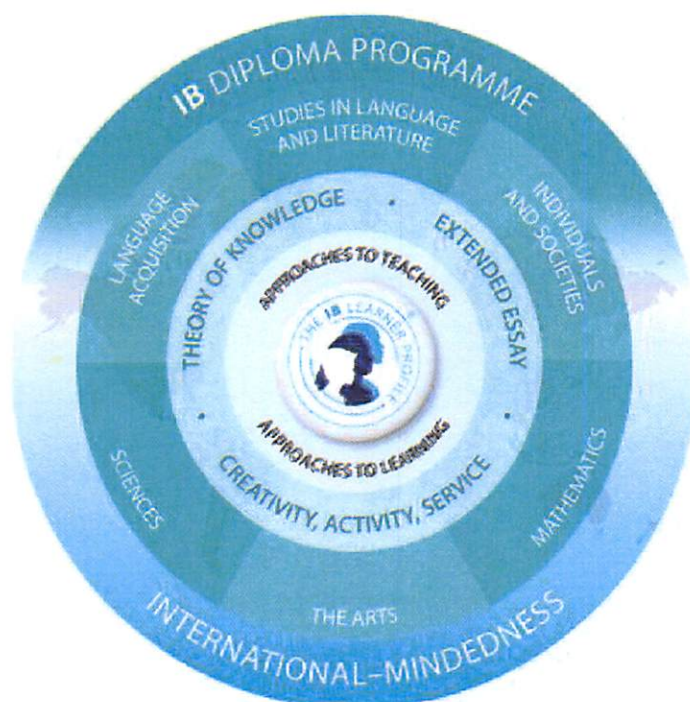 IB DIPLOMA PROGRAMME
STUDIES IN LANGUAGE
AND LITERATURE
LANGUAGE
ACQUISITION
INDIVIDUALS
AND SOCIETIES
THEORY OF KNOWLEDGE
·
EXTENDED ESSAY
·
APPROACHES TO TEACHING
THE IB LEARNER PROFILE
APPROACHES TO LEARNING
·
CREATIVITY, ACTIVITY, SERVICE
SCIENCES
MATHEMATICS
THE ARTS
INTERNATIONAL–MINDEDNESS